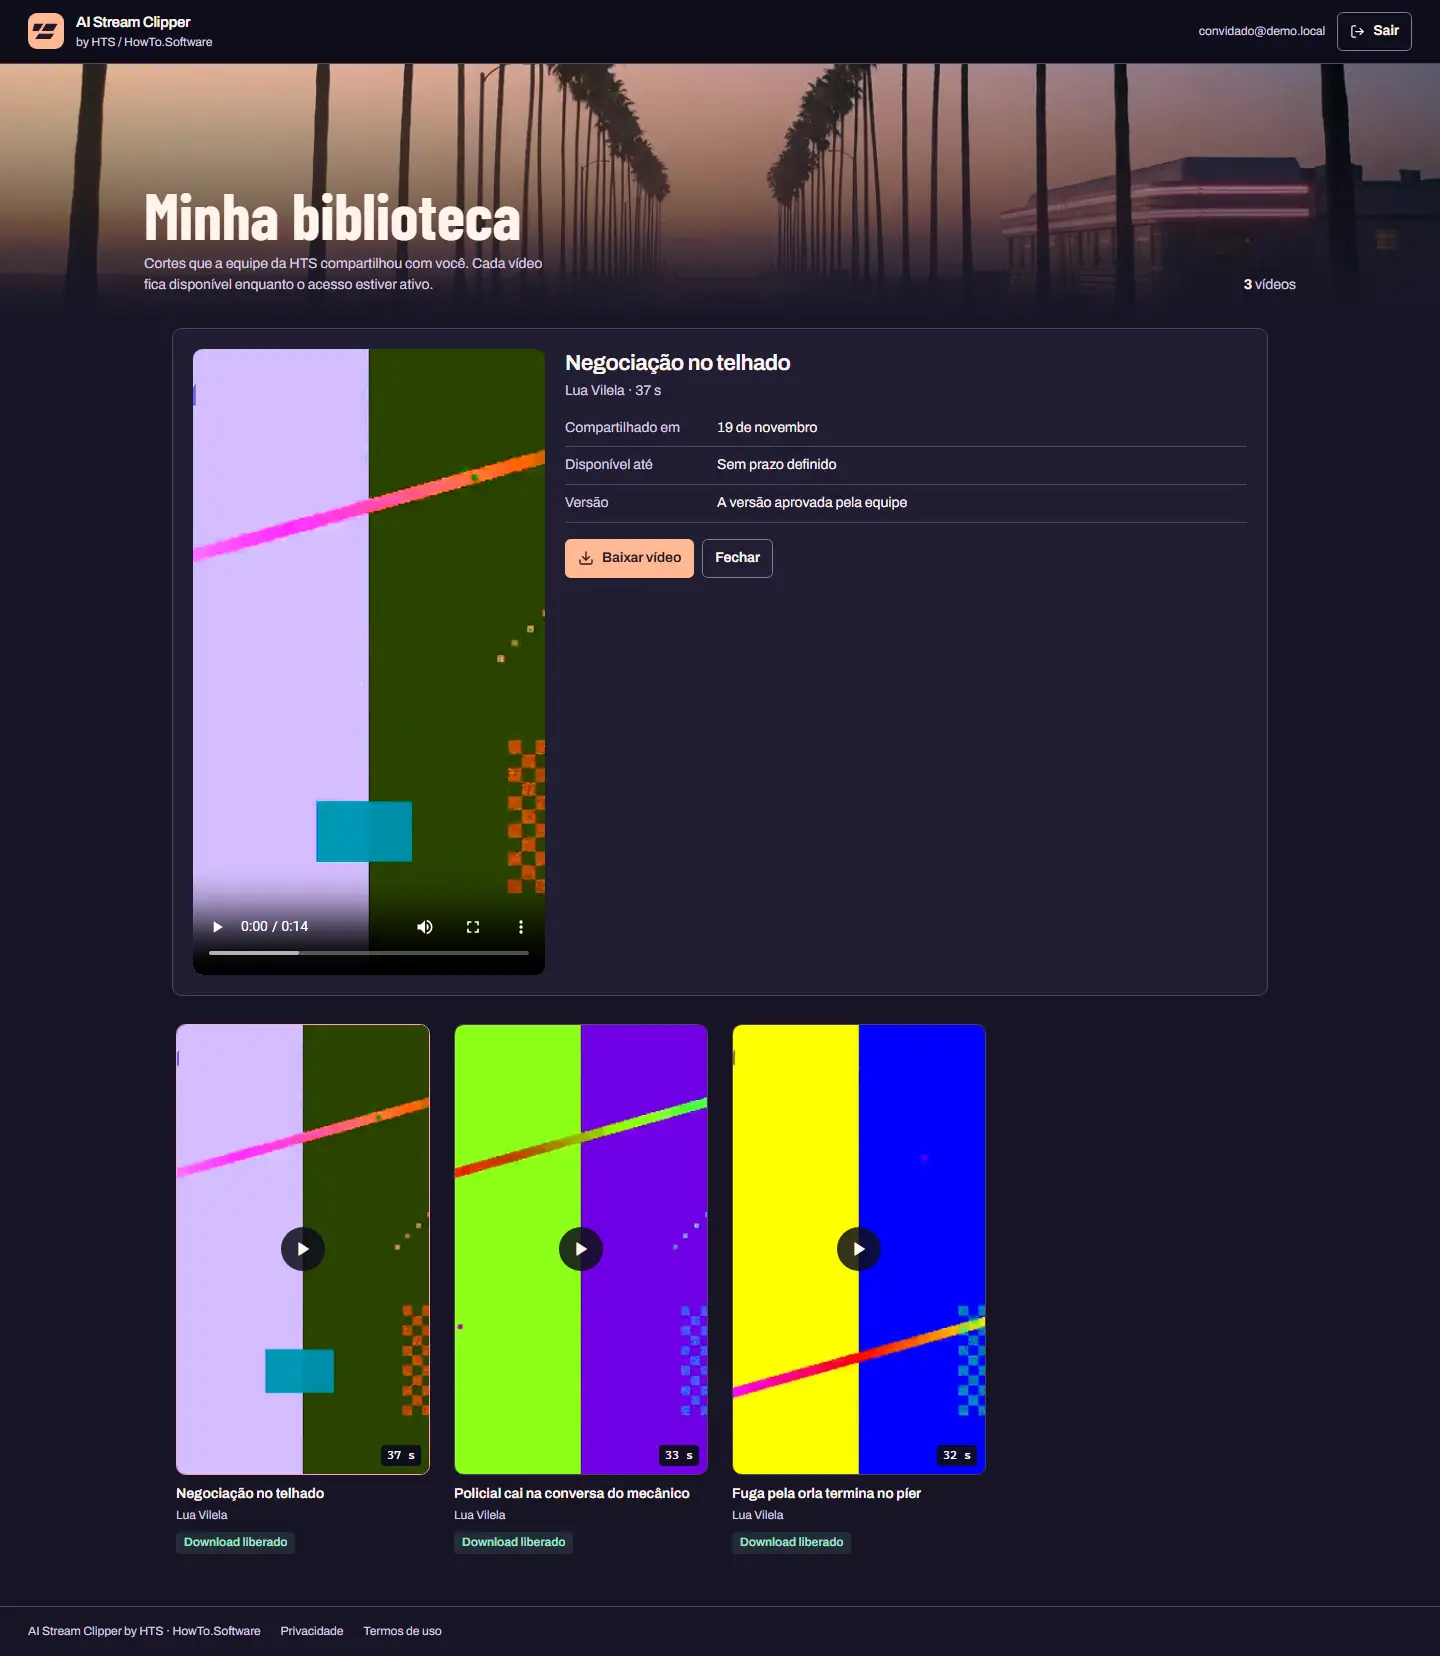 AI Stream Clipper
by HTS / HowTo.Software
convidado@demo.local
Sair
Minha biblioteca
Cortes que a equipe da HTS compartilhou com você. Cada vídeo
fica disponível enquanto o acesso estiver ativo.
3 vídeos
Negociação no telhado
Lua Vilela · 37 s
Compartilhado em 19 de novembro
Disponível até Sem prazo definido
Versão A versão aprovada pela equipe
Baixar vídeo
Fechar
0:00 / 0:14
37 s
33 s
32 s
Negociação no telhado
Lua Vilela
Download liberado
Policial cai na conversa do mecânico
Lua Vilela
Download liberado
Fuga pela orla termina no píer
Lua Vilela
Download liberado
AI Stream Clipper by HTS · HowTo.Software
Privacidade
Termos de uso